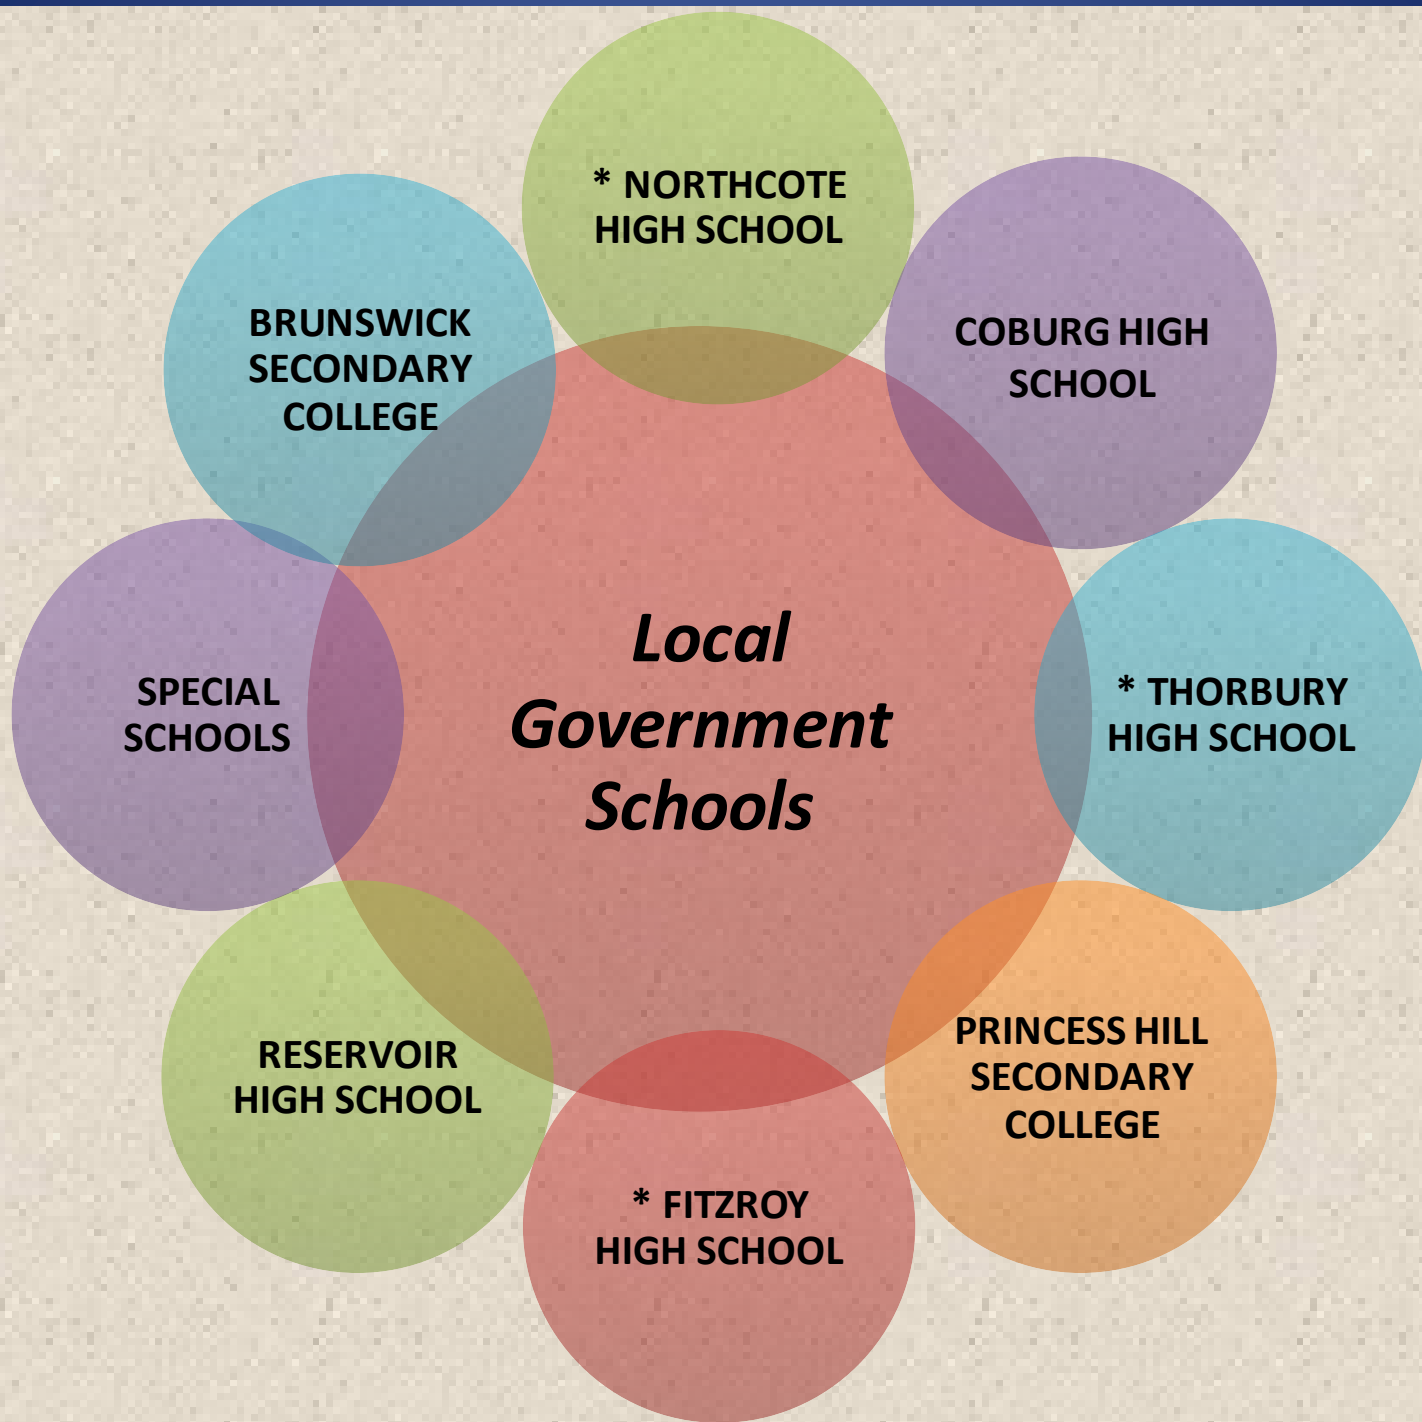 * NORTHCOTE
HIGH SCHOOL
COBURG HIGH
SCHOOL
* THORBURY
HIGH SCHOOL
PRINCESS HILL
SECONDARY
COLLEGE
* FITZROY
HIGH SCHOOL
RESERVOIR
HIGH SCHOOL
SPECIAL
SCHOOLS
BRUNSWICK
SECONDARY
COLLEGE
Local
Government
Schools